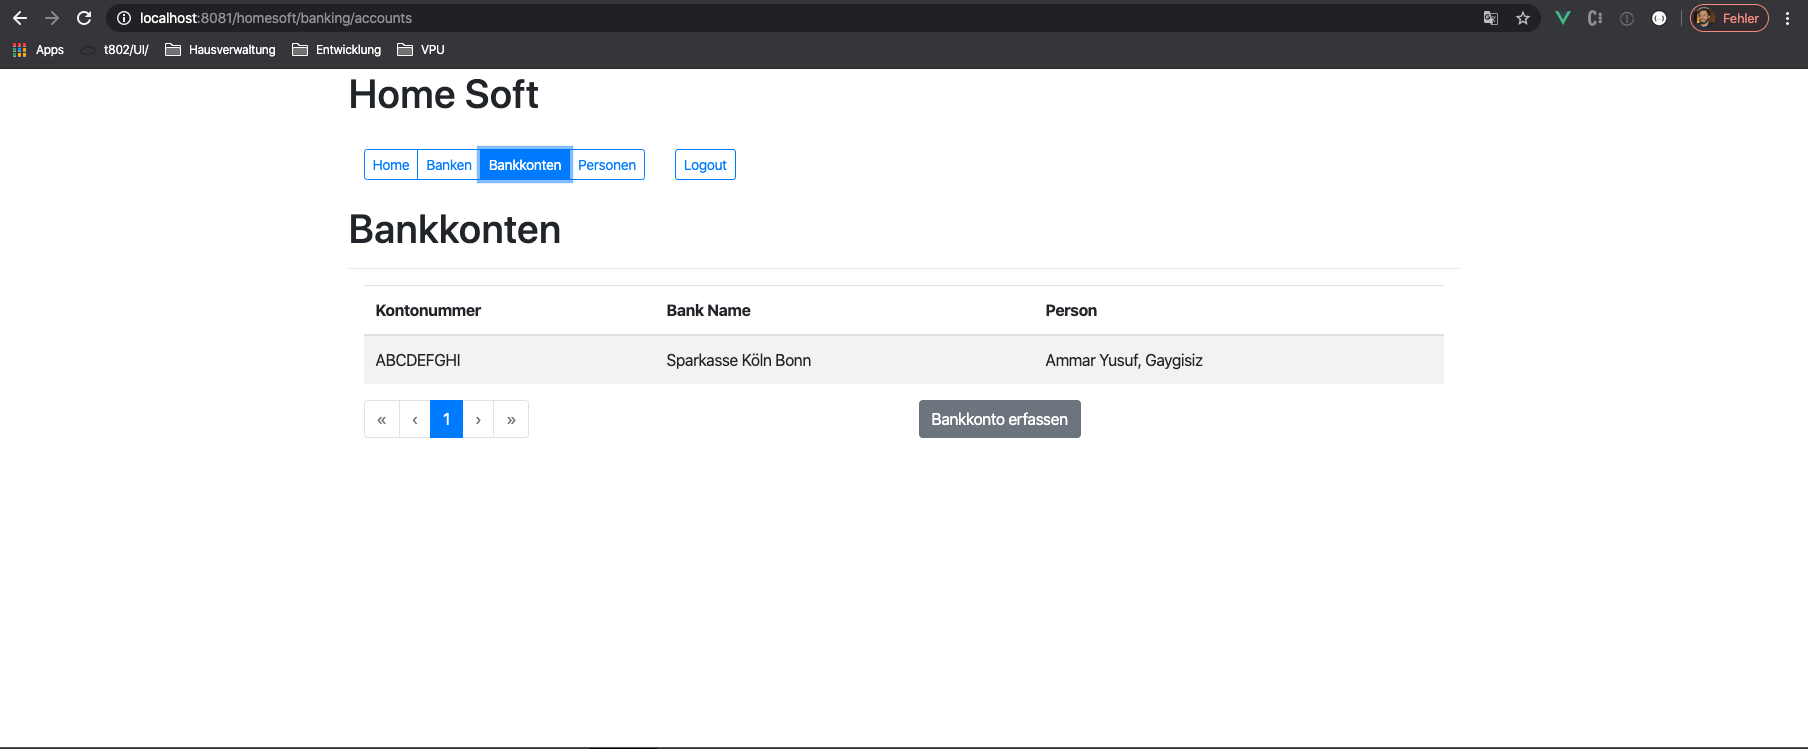 localhost:8081/homesoft/banking/accounts
Fehler
Apps t802/UI/ Hausverwaltung Entwicklung VPU
Home Soft
Home Banken Bankkonten Personen Logout
Bankkonten
Kontonummer Bank Name Person
ABCDEFGHI Sparkasse Köln Bonn Ammar Yusuf, Gaygisiz
« ‹ 1 › » Bankkonto erfassen